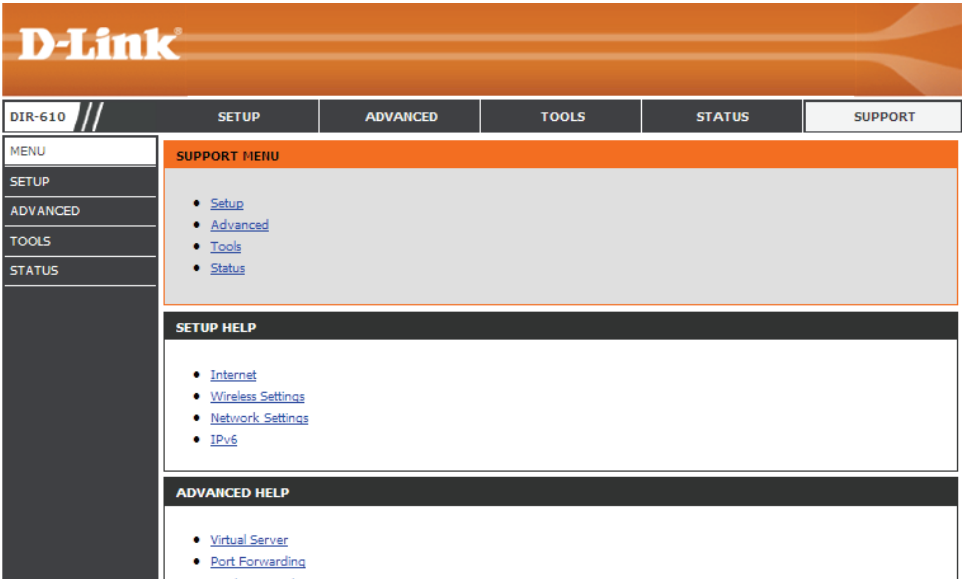 D-Link
DIR-610
SETUP
ADVANCED
TOOLS
STATUS
SUPPORT
MENU
SETUP
ADVANCED
TOOLS
STATUS
SUPPORT MENU
Setup
Advanced
Tools
Status
SETUP HELP
Internet
Wireless Settings
Network Settings
IPv6
ADVANCED HELP
Virtual Server
Port Forwarding